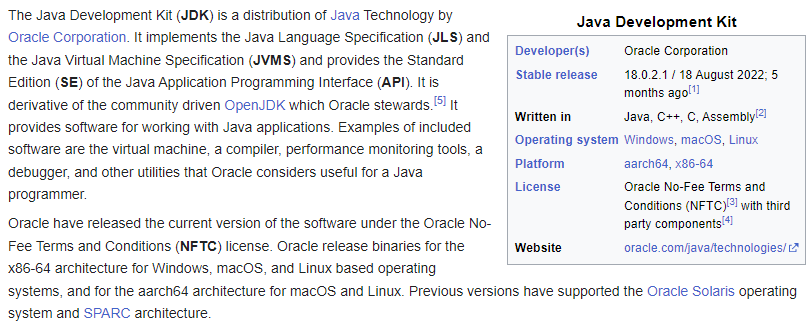 The Java Development Kit (JDK) is a distribution of Java Technology by
Oracle Corporation. It implements the Java Language Specification (JLS) and
the Java Virtual Machine Specification (JVMS) and provides the Standard
Edition (SE) of the Java Application Programming Interface (API). It is
derivative of the community driven OpenJDK which Oracle stewards.[5] It
provides software for working with Java applications. Examples of included
software are the virtual machine, a compiler, performance monitoring tools, a
debugger, and other utilities that Oracle considers useful for a Java
programmer.
Oracle have released the current version of the software under the Oracle No-
Fee Terms and Conditions (NFTC) license. Oracle release binaries for the
x86-64 architecture for Windows, macOS, and Linux based operating
systems, and for the aarch64 architecture for macOS and Linux. Previous versions have supported the Oracle Solaris operating
system and SPARC architecture.
Java Development Kit
Developer(s) Oracle Corporation
Stable release 18.0.2.1 / 18 August 2022; 5
months ago[1]
Written in Java, C++, C, Assembly[2]
Operating system Windows, macOS, Linux
Platform aarch64, x86-64
License Oracle No-Fee Terms and
Conditions (NFTC)[3] with third
party components[4]
Website oracle.com/java/technologies/